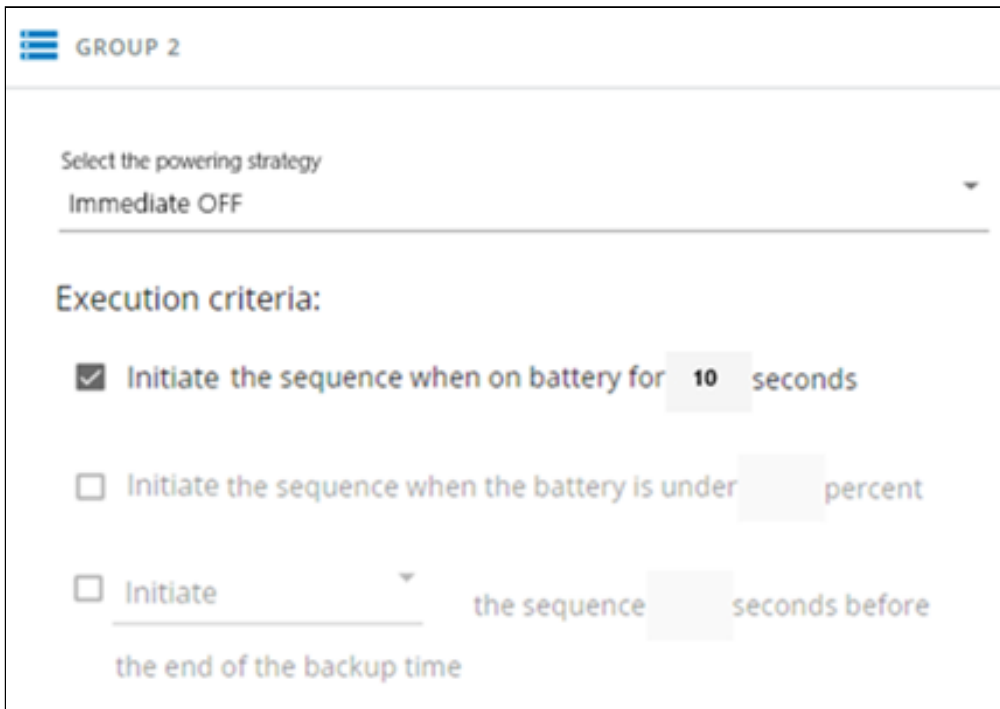 GROUP 2
Select the powering strategy
Immediate OFF
Execution criteria:
Initiate the sequence when on battery for 10 seconds
Initiate the sequence when the battery is under percent
Initiate the sequence seconds before
the end of the backup time